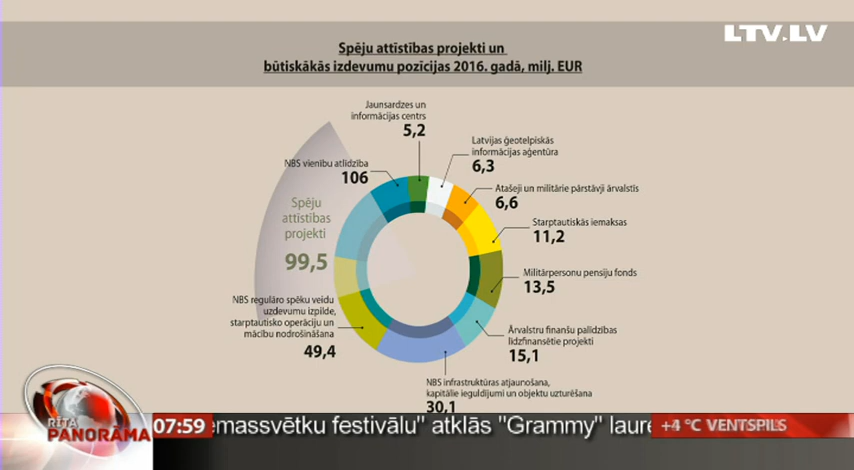 LTV.LV
Spēju attīstības projekti un
būtiskākās izdevumu pozīcijas 2016. gadā, milj. EUR
Jaunsardzes un
informācijas centrs
5,2
Latvijas ģeotelpiskās
informācijas aģentūra
6,3
NBS vienību atlīdzība
106
Atašeji un militārie pārstāvji ārvalstīs
6,6
Spēju
attīstības
projekti
99,5
Starptautiskās iemaksas
11,2
Militārpersonu pensiju fonds
13,5
NBS regulāro spēku veidu
uzdevumu izpilde,
starptautisko operāciju un
mācību nodrošināšana
49,4
Ārvalstu finanšu palīdzības
līdzfinansētie projekti
15,1
NBS infrastruktūras atjaunošana,
kapitālie ieguldījumi un objektu uzturēšana
30,1
RĪTA
PANORĀMA
07:59 emassvētku festivālu" atklās "Grammy" laure +4 °C VENTSPILS